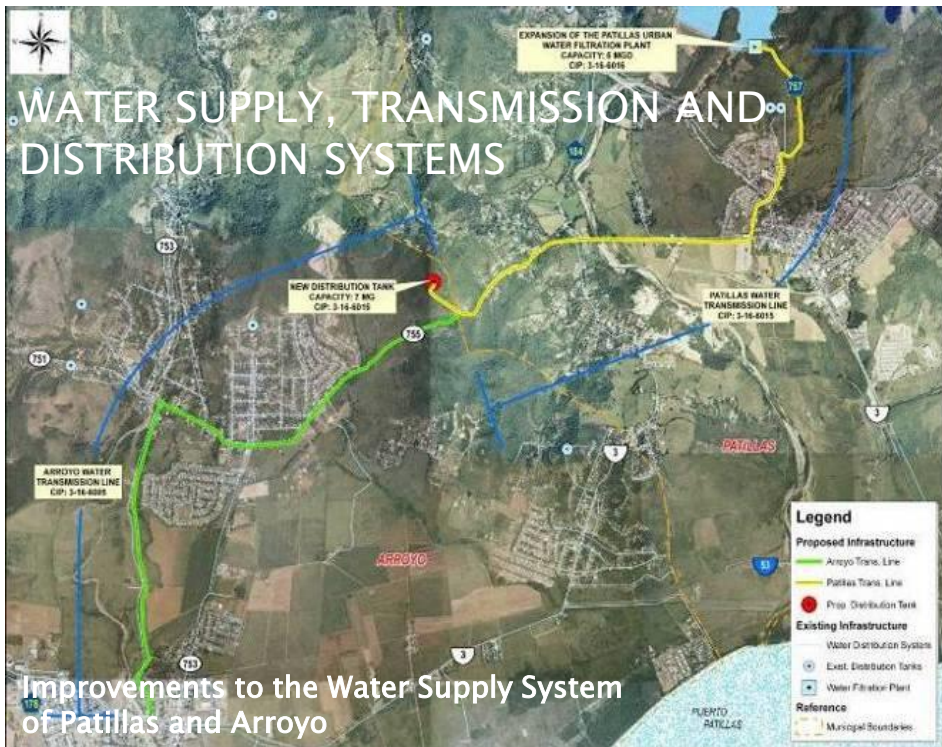 EXPANSION OF THE PATILLAS URBAN
WATER FILTRATION PLANT
CAPACITY: 6 MGD
CIP: 3-16-6016
757
WATER SUPPLY, TRANSMISSION AND
DISTRIBUTION SYSTEMS
184
753
NEW DISTRIBUTION TANK
CAPACITY: 7 MG
CIP: 3-16-6015
PATILLAS WATER
TRANSMISSION LINE
CIP: 3-16-6015
755
751
3
3
PATILLAS
ARROYO WATER
TRANSMISSION LINE
CIP: 3-16-6005
ARROYO
53
753
3
178
Improvements to the Water Supply System
of Patillas and Arroyo
PUERTO
PATILLAS
Legend
Proposed Infrastructure
Arroyo Trans. Line
Patillas Trans. Line
Prop. Distribution Tank
Existing Infrastructure
Water Distribution System
Exist. Distribution Tanks
Water Filtration Plant
Reference
Municipal Boundaries